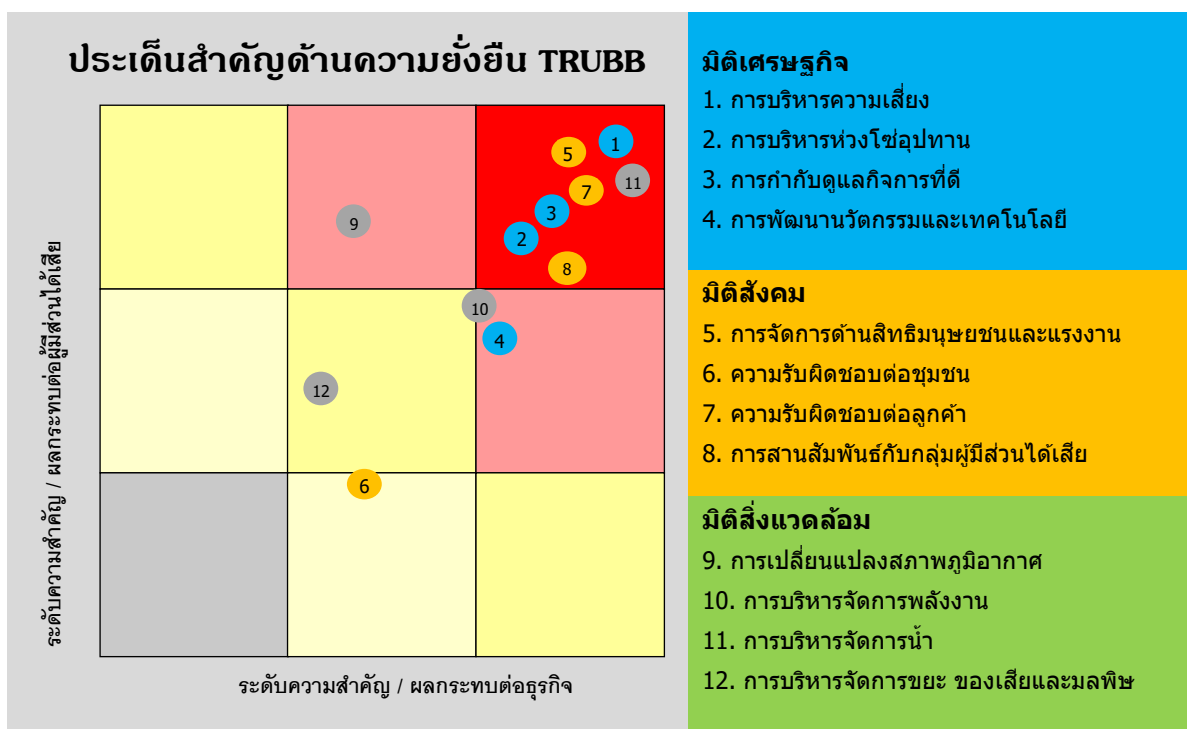 ประเด็นสำคัญด้านความยั่งยืน TRUBB
ระดับความสำคัญ / ผลกระทบต่อผู้มีส่วนได้เสีย
1
5
11
7
3
9
2
8
10
4
12
6
ระดับความสำคัญ / ผลกระทบต่อธุรกิจ
มิติเศรษฐกิจ
1. การบริหารความเสี่ยง
2. การบริหารห่วงโซ่อุปทาน
3. การกำกับดูแลกิจการที่ดี
4. การพัฒนานวัตกรรมและเทคโนโลยี
มิติสังคม
5. การจัดการด้านสิทธิมนุษยชนและแรงงาน
6. ความรับผิดชอบต่อชุมชน
7. ความรับผิดชอบต่อลูกค้า
8. การสานสัมพันธ์กับกลุ่มผู้มีส่วนได้เสีย
มิติสิ่งแวดล้อม
9. การเปลี่ยนแปลงสภาพภูมิอากาศ
10. การบริหารจัดการพลังงาน
11. การบริหารจัดการน้ำ
12. การบริหารจัดการขยะ ของเสียและมลพิษ